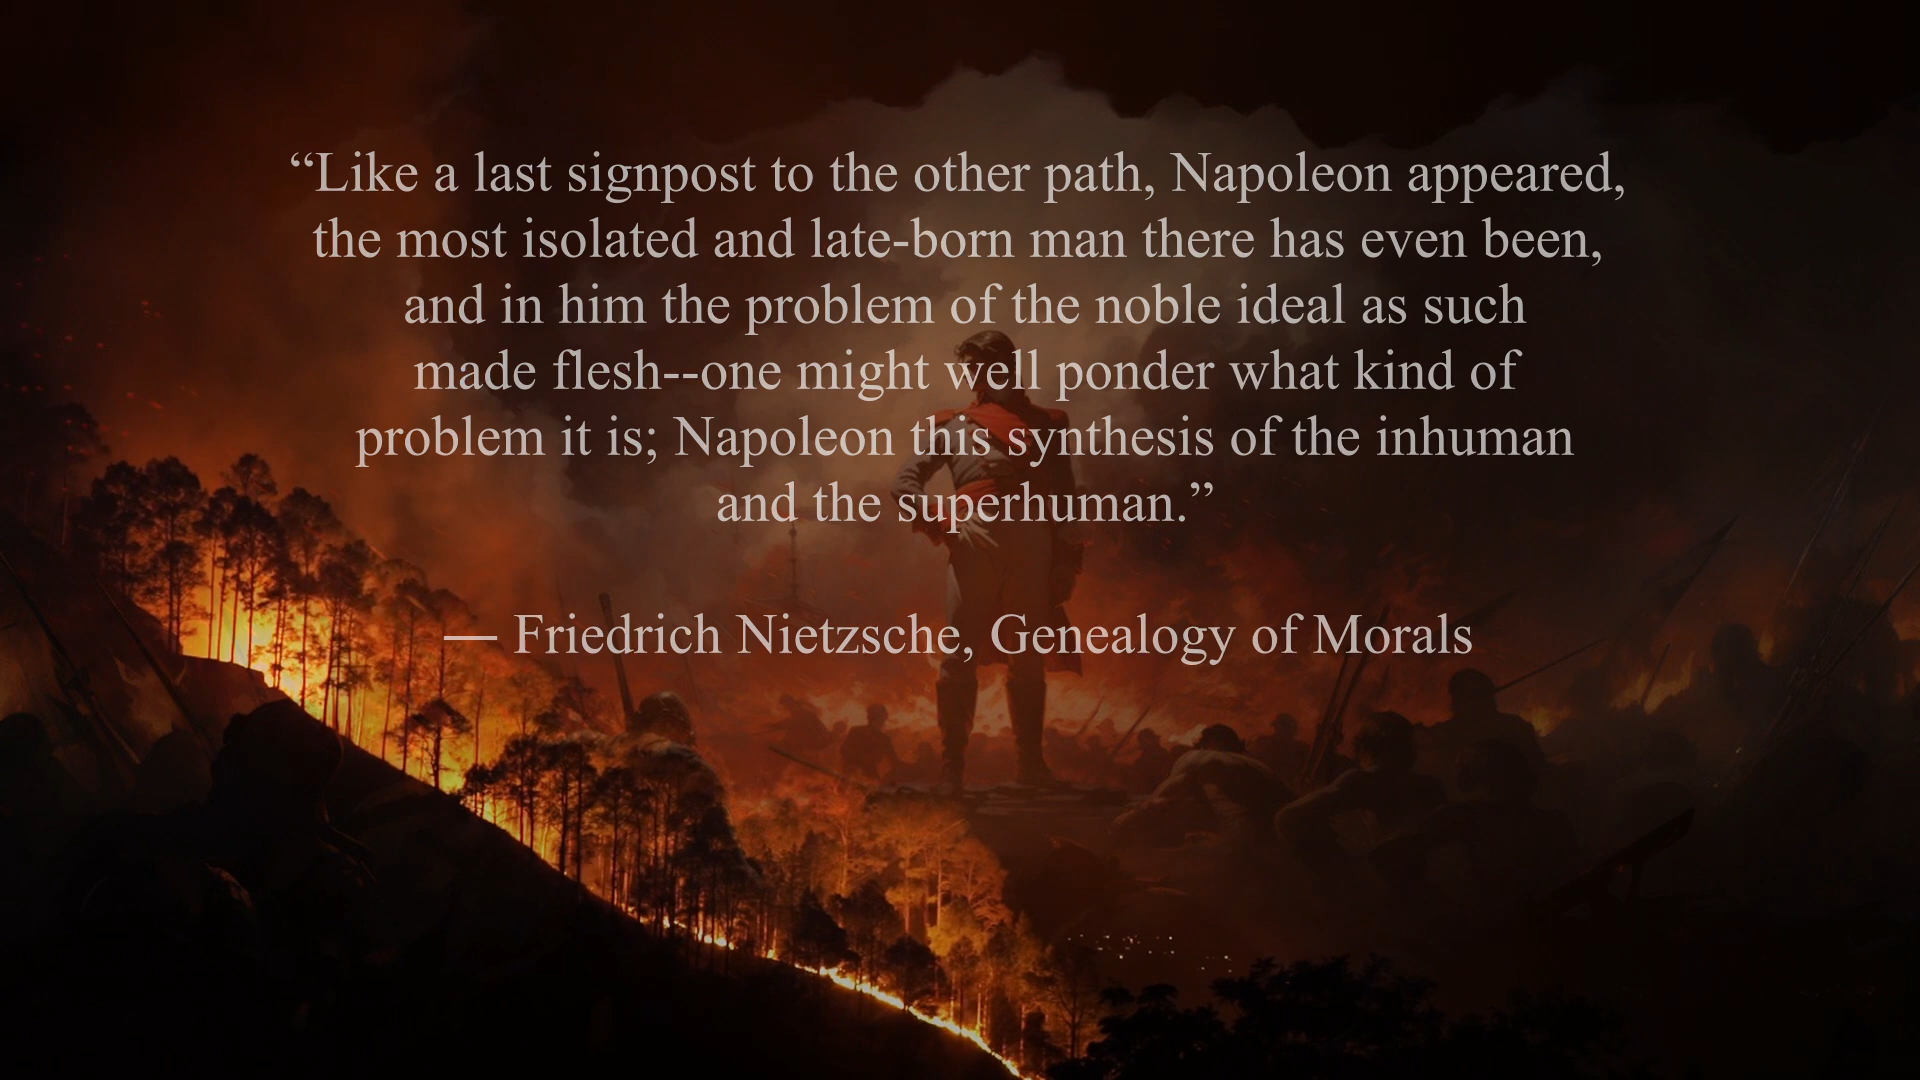 “Like a last signpost to the other path, Napoleon appeared,
the most isolated and late-born man there has even been,
and in him the problem of the noble ideal as such
made flesh--one might well ponder what kind of
problem it is; Napoleon this synthesis of the inhuman
and the superhuman.”
― Friedrich Nietzsche, Genealogy of Morals